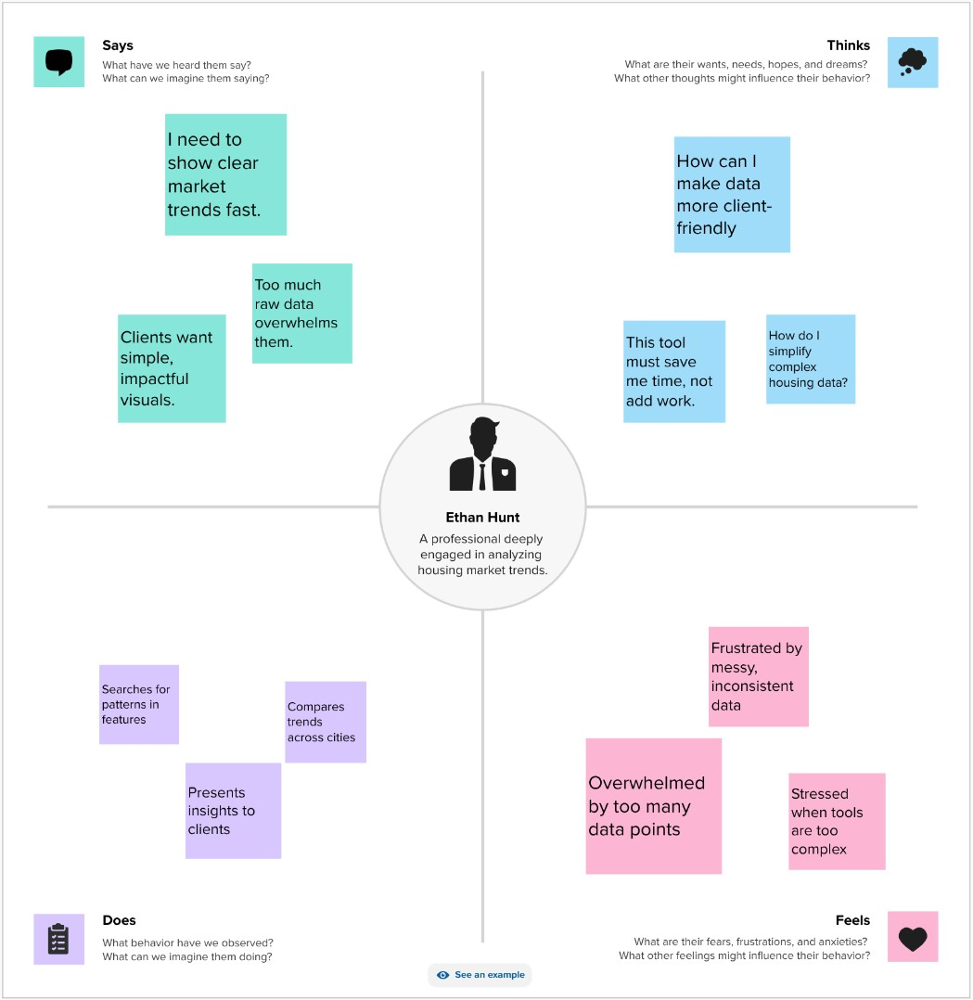 Says
What have we heard them say?
What can we imagine them saying?
Thinks
What are their wants, needs, hopes, and dreams?
What other thoughts might influence their behavior?
I need to
show clear
market
trends fast.
Too much
raw data
overwhelms
them.
Clients want
simple,
impactful
visuals.
How can I
make data
more client-
friendly
This tool
must save
me time, not
add work.
How do I
simplify
complex
housing data?
Ethan Hunt
A professional deeply
engaged in analyzing
housing market trends.
Searches for
patterns in
features
Compares
trends
across cities
Presents
insights to
clients
Frustrated by
messy,
inconsistent
data
Overwhelmed
by too many
data points
Stressed
when tools
are too
complex
Does
What behavior have we observed?
What can we imagine them doing?
Feels
What are their fears, frustrations, and anxieties?
What other feelings might influence their behavior?
See an example